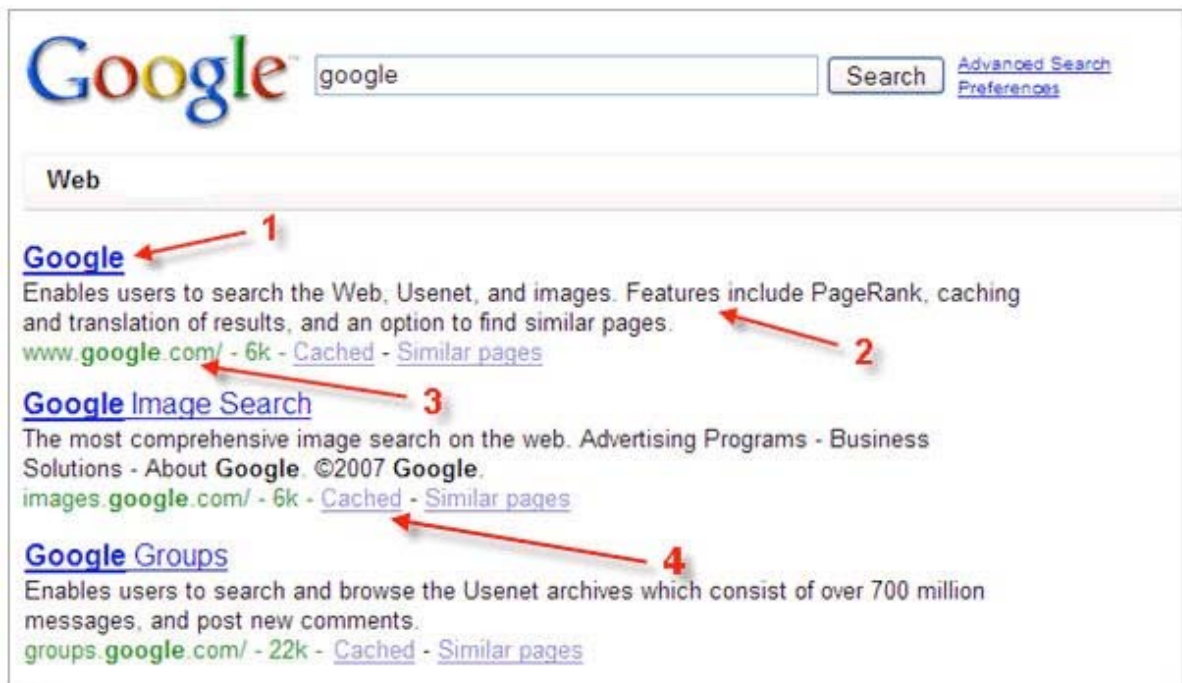 Google™
google
Search
Advanced Search
Preferences
Web
1
Google
Enables users to search the Web, Usenet, and images. Features include PageRank, caching
and translation of results, and an option to find similar pages.
2
www.google.com/ - 6k - Cached - Similar pages
3
Google Image Search
The most comprehensive image search on the web. Advertising Programs - Business
Solutions - About Google. ©2007 Google.
images.google.com/ - 6k - Cached - Similar pages
4
Google Groups
Enables users to search and browse the Usenet archives which consist of over 700 million
messages, and post new comments.
groups.google.com/ - 22k - Cached - Similar pages